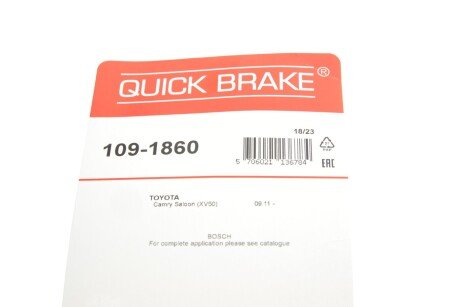 QUICK BRAKE®
18/23
109-1860
5 706021 136784
EAC
TOYOTA
Camry Saloon (XV50) 09.11 -
BOSCH
For complete application please see catalogue